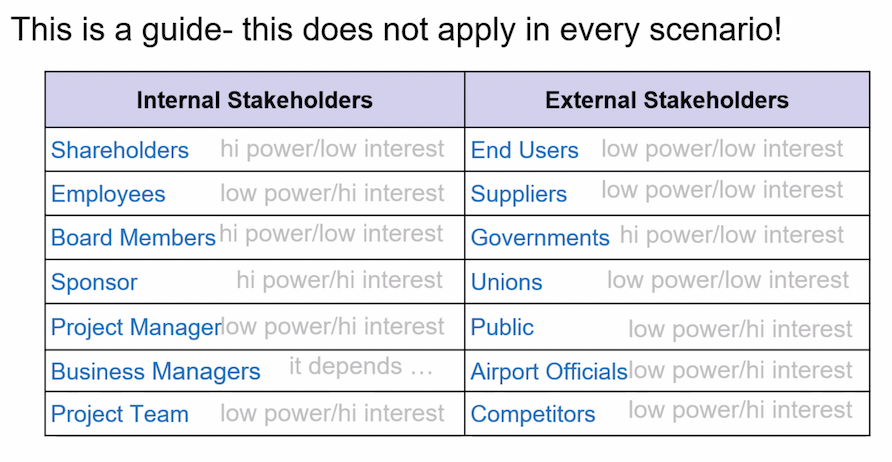 This is a guide- this does not apply in every scenario!
Internal Stakeholders External Stakeholders
Shareholders hi power/low interest End Users low power/low interest
Employees low power/hi interest Suppliers low power/low interest
Board Members hi power/low interest Governments hi power/low interest
Sponsor hi power/hi interest Unions low power/low interest
Project Manager low power/hi interest Public low power/hi interest
Business Managers it depends ... Airport Officials low power/hi interest
Project Team low power/hi interest Competitors low power/hi interest